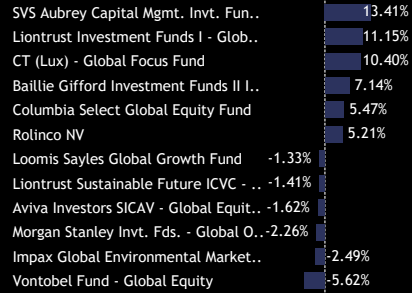 SVS Aubrey Capital Mgmt. Invt. Fun.. 13.41%
Liontrust Investment Funds I - Glob.. 11.15%
CT (Lux) - Global Focus Fund 10.40%
Baillie Gifford Investment Funds II I.. 7.14%
Columbia Select Global Equity Fund 5.47%
Rolinco NV 5.21%
Loomis Sayles Global Growth Fund -1.33%
Liontrust Sustainable Future ICVC - .. -1.41%
Aviva Investors SICAV - Global Equit.. -1.62%
Morgan Stanley Invt. Fds. - Global O.. -2.26%
Impax Global Environmental Market.. -2.49%
Vontobel Fund - Global Equity -5.62%